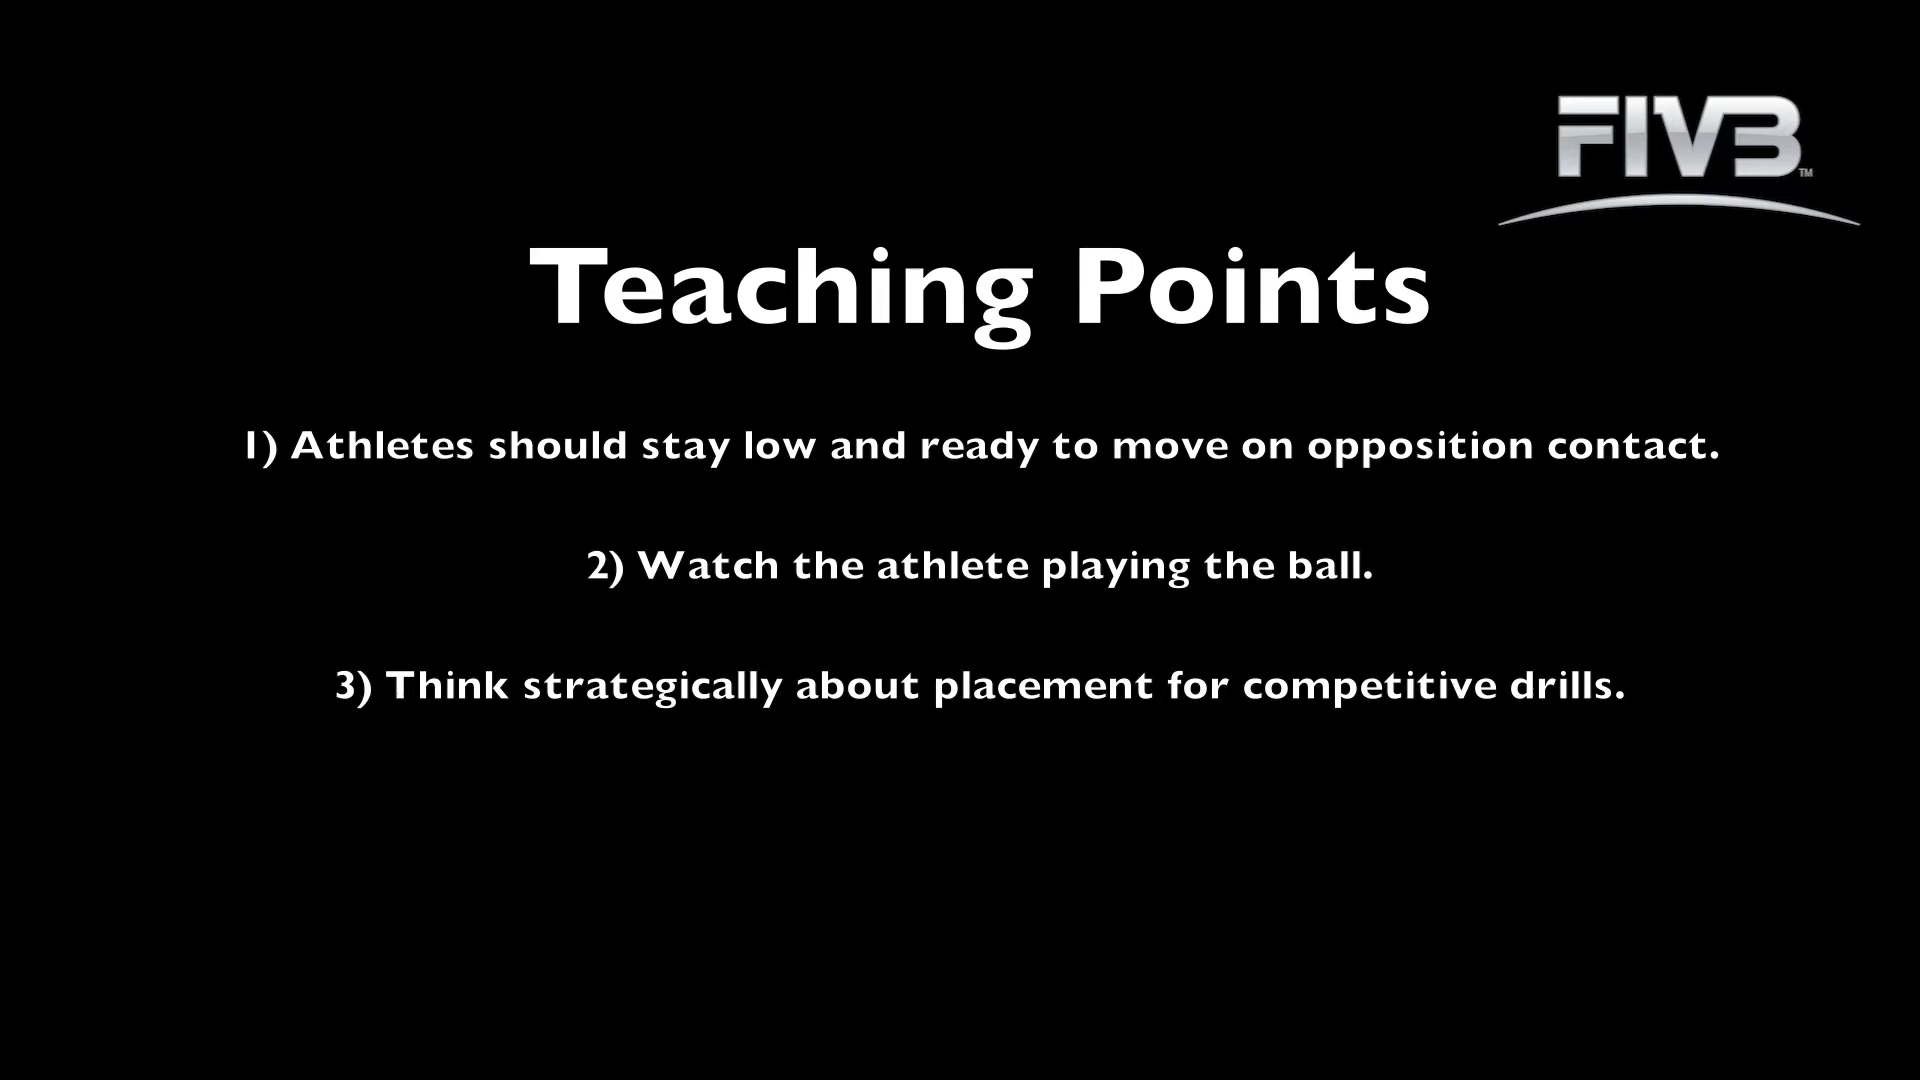 FIVB™
Teaching Points
1) Athletes should stay low and ready to move on opposition contact.
2) Watch the athlete playing the ball.
3) Think strategically about placement for competitive drills.